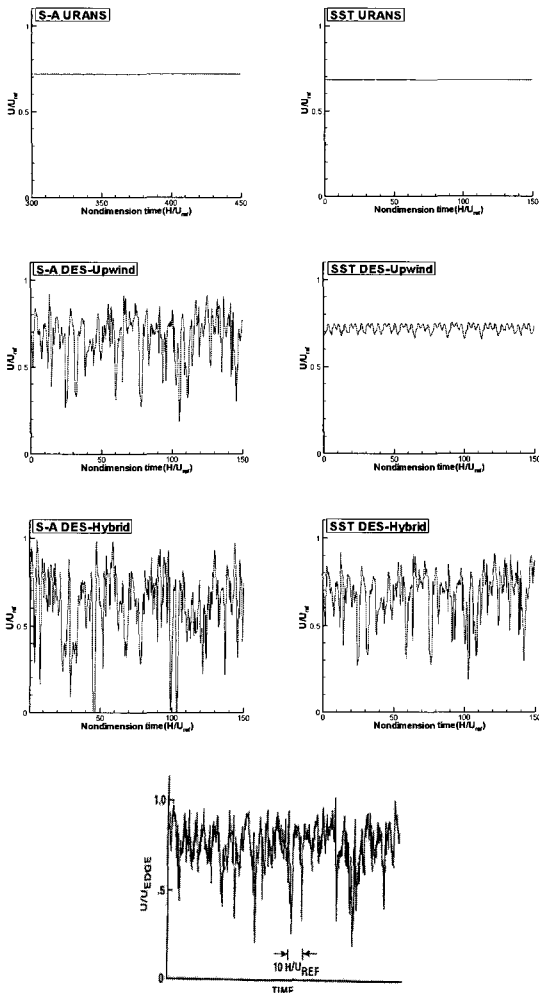 S-A URANS
1
U/Uref
0.5
0
300
350
400
450
Nondimension time(H/Uref)
SST URANS
1
U/Uref
0.5
0
0
50
100
150
Nondimension time(H/Uref)
S-A DES-Upwind
1
U/Uref
0.5
0
0
50
100
150
Nondimension time(H/Uref)
SST DES-Upwind
1
U/Uref
0.5
0
0
50
100
150
Nondimension time(H/Uref)
S-A DES-Hybrid
1
U/Uref
0.5
0
0
50
100
150
Nondimension time(H/Uref)
SST DES-Hybrid
1
U/Uref
0.5
0
0
50
100
150
Nondimension time(H/Uref)
1.0
U/UEDGE
.5
0
10 H/UREF
TIME